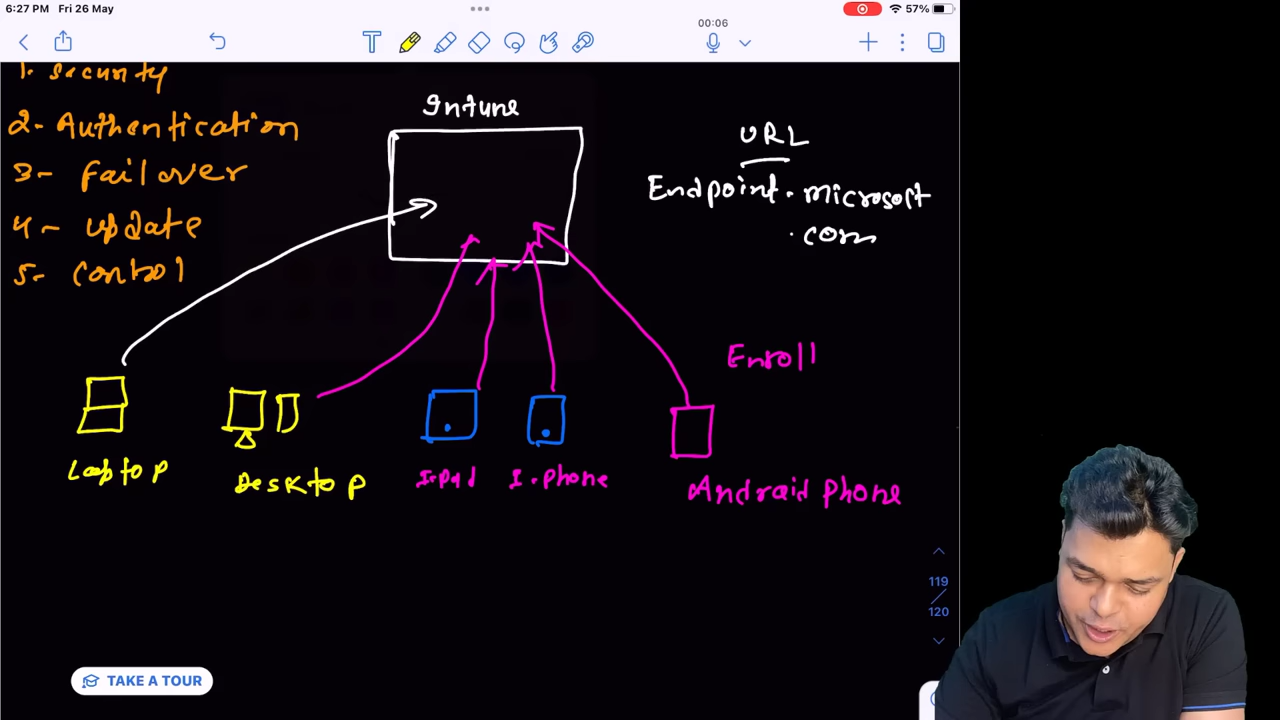 6:27 PM Fri 26 May
57%
00:06
T
1. Security
2- Authentication
3- Failover
4- update
5- control
Intune
URL
Endpoint.microsoft
.com
Enroll
Laptop
Desktop
I-pad
I-phone
Android phone
119
120
TAKE A TOUR